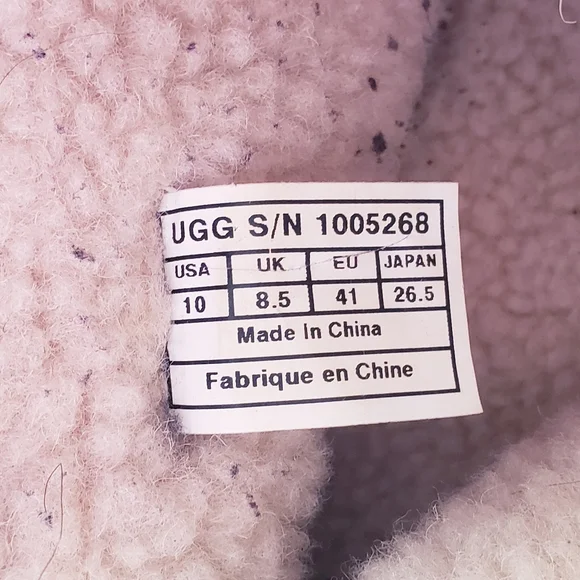 UGG S/N 1005268
USA UK EU JAPAN
10 8.5 41 26.5
Made In China
Fabrique en Chine